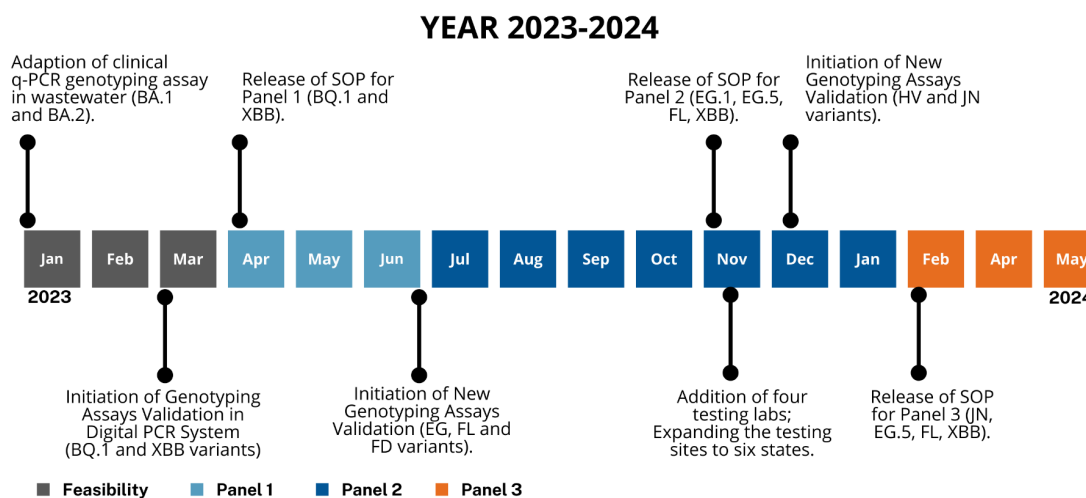 YEAR 2023-2024
Adaption of clinical
q-PCR genotyping assay
in wastewater (BA.1
and BA.2).
Release of SOP for
Panel 1 (BQ.1 and
XBB).
Release of SOP for
Panel 2 (EG.1, EG.5,
FL, XBB).
Initiation of New
Genotyping Assays
Validation (HV and JN
variants).
Jan
Feb
Mar
Apr
May
Jun
Jul
Aug
Sep
Oct
Nov
Dec
Jan
Feb
Apr
May
2023
2024
Initiation of Genotyping
Assays Validation in
Digital PCR System
(BQ.1 and XBB variants)
Initiation of New
Genotyping Assays
Validation (EG, FL and
FD variants).
Addition of four
testing labs;
Expanding the testing
sites to six states.
Release of SOP
for Panel 3 (JN,
EG.5, FL, XBB).
Feasibility
Panel 1
Panel 2
Panel 3